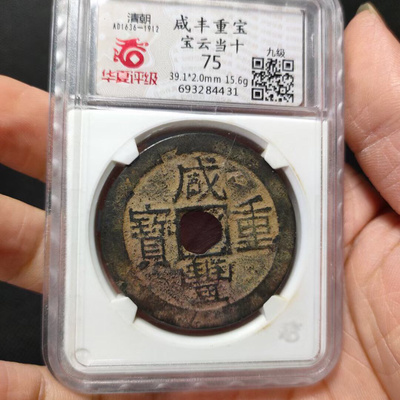 清朝
AD1636-1912
华夏评级
咸丰重宝
宝云当十
75
39.1*2.0mm 15.6g
693284431
九级
咸豐重寶